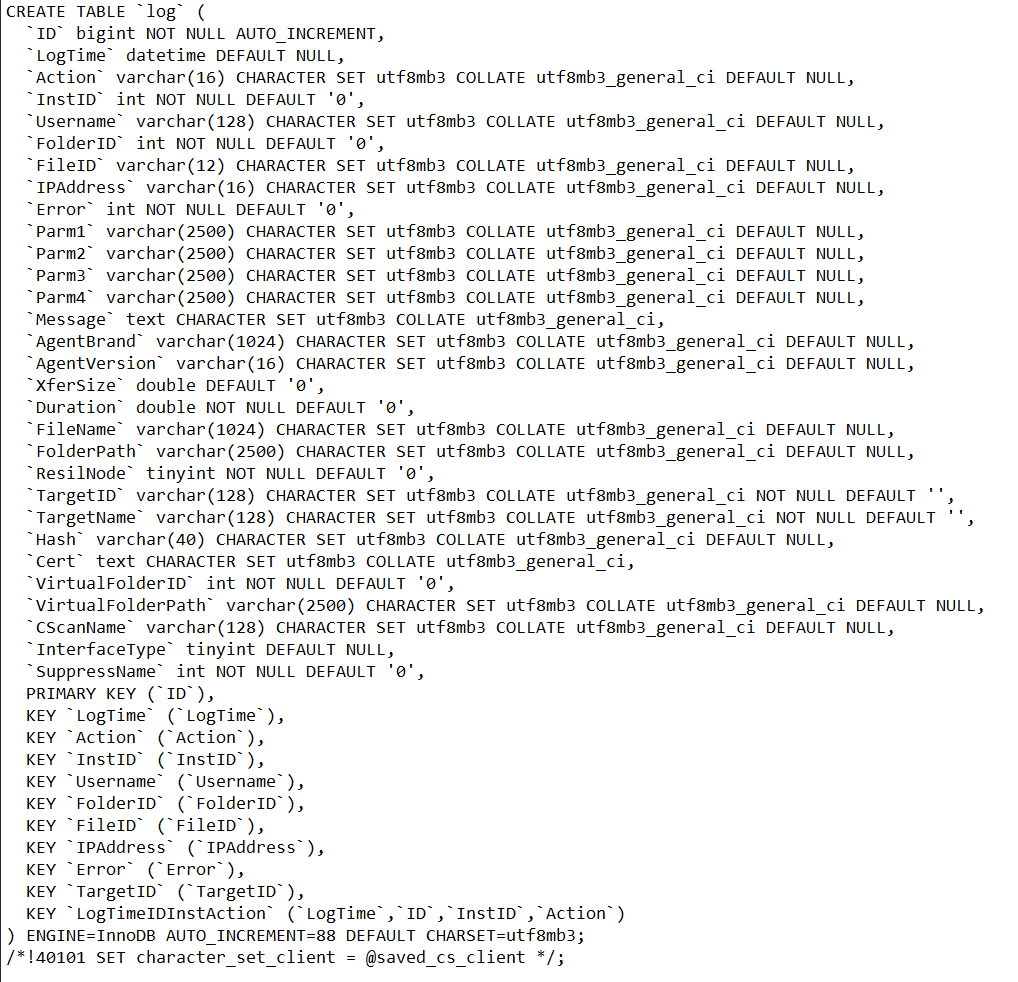 CREATE TABLE `log` (
  `ID` bigint NOT NULL AUTO_INCREMENT,
  `LogTime` datetime DEFAULT NULL,
  `Action` varchar(16) CHARACTER SET utf8mb3 COLLATE utf8mb3_general_ci DEFAULT NULL,
  `InstID` int NOT NULL DEFAULT '0',
  `Username` varchar(128) CHARACTER SET utf8mb3 COLLATE utf8mb3_general_ci DEFAULT NULL,
  `FolderID` int NOT NULL DEFAULT '0',
  `FileID` varchar(12) CHARACTER SET utf8mb3 COLLATE utf8mb3_general_ci DEFAULT NULL,
  `IPAddress` varchar(16) CHARACTER SET utf8mb3 COLLATE utf8mb3_general_ci DEFAULT NULL,
  `Error` int NOT NULL DEFAULT '0',
  `Parm1` varchar(2500) CHARACTER SET utf8mb3 COLLATE utf8mb3_general_ci DEFAULT NULL,
  `Parm2` varchar(2500) CHARACTER SET utf8mb3 COLLATE utf8mb3_general_ci DEFAULT NULL,
  `Parm3` varchar(2500) CHARACTER SET utf8mb3 COLLATE utf8mb3_general_ci DEFAULT NULL,
  `Parm4` varchar(2500) CHARACTER SET utf8mb3 COLLATE utf8mb3_general_ci DEFAULT NULL,
  `Message` text CHARACTER SET utf8mb3 COLLATE utf8mb3_general_ci,
  `AgentBrand` varchar(1024) CHARACTER SET utf8mb3 COLLATE utf8mb3_general_ci DEFAULT NULL,
  `AgentVersion` varchar(16) CHARACTER SET utf8mb3 COLLATE utf8mb3_general_ci DEFAULT NULL,
  `XferSize` double DEFAULT '0',
  `Duration` double NOT NULL DEFAULT '0',
  `FileName` varchar(1024) CHARACTER SET utf8mb3 COLLATE utf8mb3_general_ci DEFAULT NULL,
  `FolderPath` varchar(2500) CHARACTER SET utf8mb3 COLLATE utf8mb3_general_ci DEFAULT NULL,
  `ResilNode` tinyint NOT NULL DEFAULT '0',
  `TargetID` varchar(128) CHARACTER SET utf8mb3 COLLATE utf8mb3_general_ci NOT NULL DEFAULT '',
  `TargetName` varchar(128) CHARACTER SET utf8mb3 COLLATE utf8mb3_general_ci NOT NULL DEFAULT '',
  `Hash` varchar(40) CHARACTER SET utf8mb3 COLLATE utf8mb3_general_ci DEFAULT NULL,
  `Cert` text CHARACTER SET utf8mb3 COLLATE utf8mb3_general_ci,
  `VirtualFolderID` int NOT NULL DEFAULT '0',
  `VirtualFolderPath` varchar(2500) CHARACTER SET utf8mb3 COLLATE utf8mb3_general_ci DEFAULT NULL,
  `CScanName` varchar(128) CHARACTER SET utf8mb3 COLLATE utf8mb3_general_ci DEFAULT NULL,
  `InterfaceType` tinyint DEFAULT NULL,
  `SuppressName` int NOT NULL DEFAULT '0',
  PRIMARY KEY (`ID`),
  KEY `LogTime` (`LogTime`),
  KEY `Action` (`Action`),
  KEY `InstID` (`InstID`),
  KEY `Username` (`Username`),
  KEY `FolderID` (`FolderID`),
  KEY `FileID` (`FileID`),
  KEY `IPAddress` (`IPAddress`),
  KEY `Error` (`Error`),
  KEY `TargetID` (`TargetID`),
  KEY `LogTimeIDInstAction` (`LogTime`,`ID`,`InstID`,`Action`)
) ENGINE=InnoDB AUTO_INCREMENT=88 DEFAULT CHARSET=utf8mb3;
/*!40101 SET character_set_client = @saved_cs_client */;